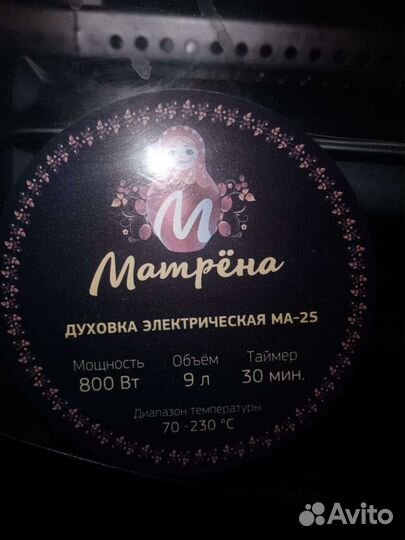 М
Матрёна
ДУХОВКА ЭЛЕКТРИЧЕСКАЯ МА-25
Мощность Объём Таймер
800 Вт 9 л 30 мин.
Диапазон температуры
70 -230 °C
Avito